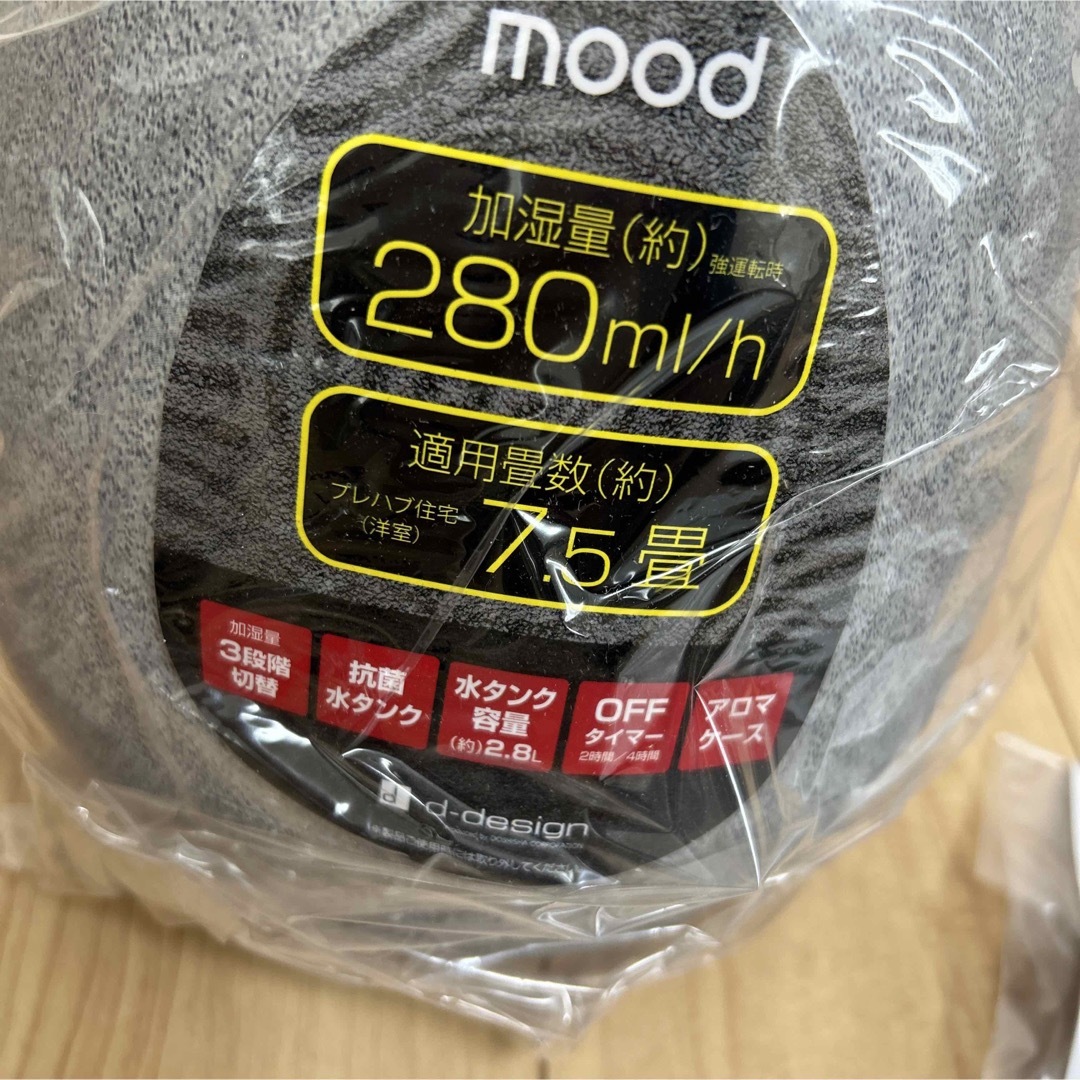 mood
加湿量(約)強運転時
280ml/h
適用畳数(約)
プレハブ住宅
(洋室)
7.5畳
加湿量
3段階
切替
抗菌
水タンク
水タンク
容量
(約)2.8L
OFF
タイマー
2時間/4時間
アロマ
ケース
d d-design